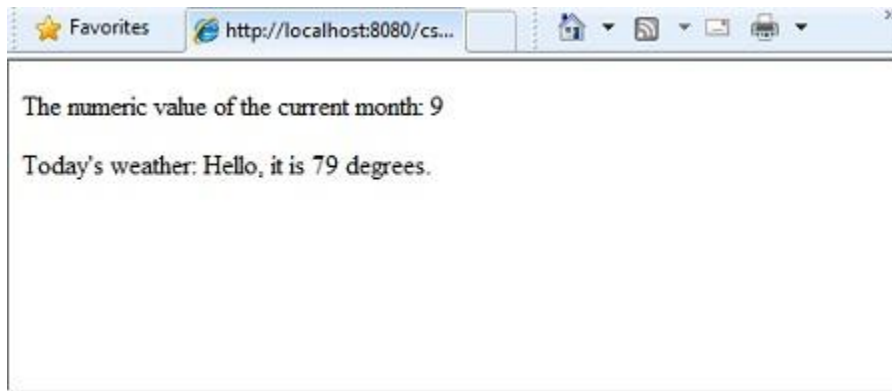 Favorites
http://localhost:8080/cs...
The numeric value of the current month: 9
Today's weather: Hello, it is 79 degrees.